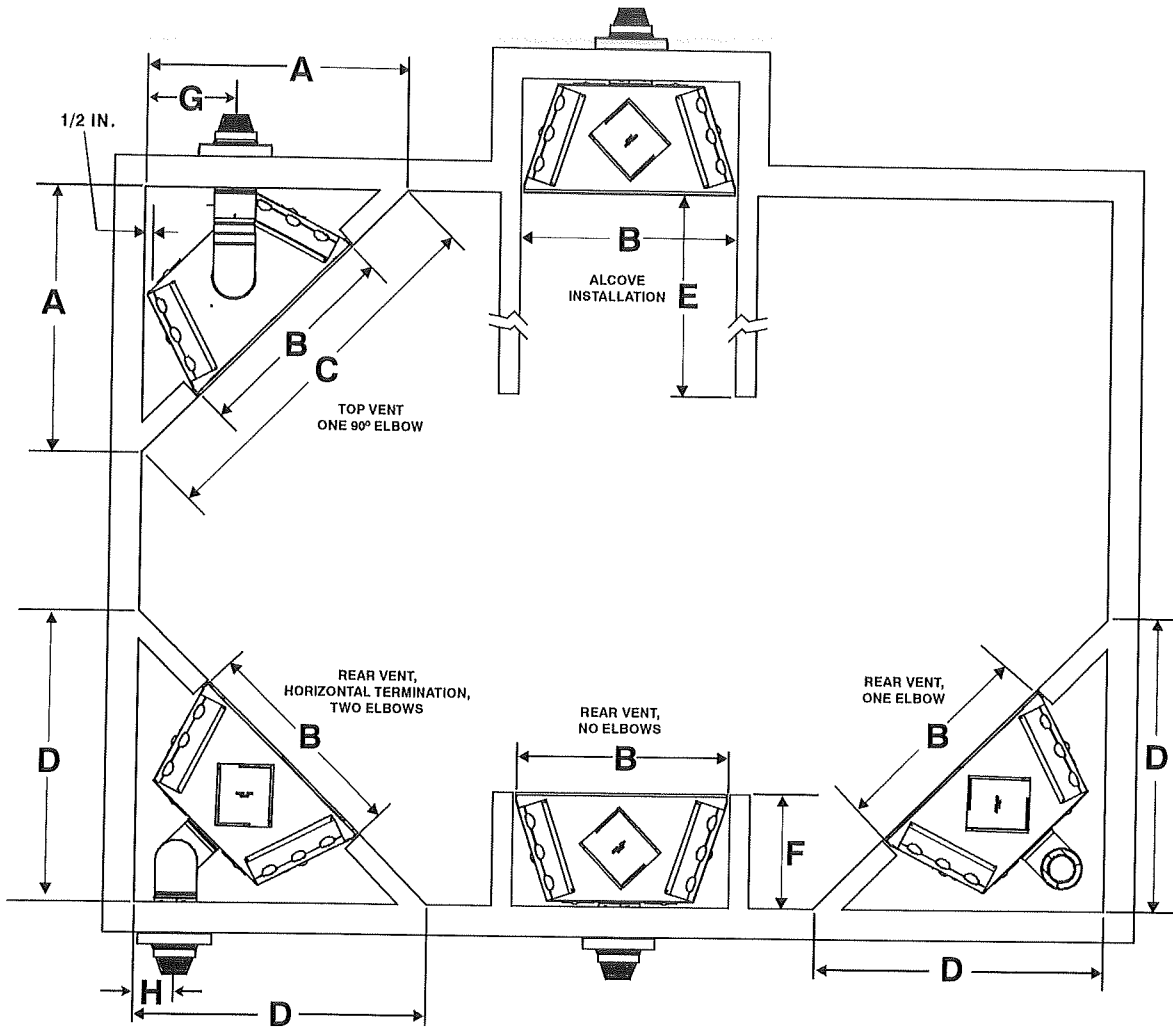 A
G
1/2 IN.
A
B
C
TOP VENT
ONE 90º ELBOW
B
ALCOVE
INSTALLATION
E
REAR VENT,
HORIZONTAL TERMINATION,
TWO ELBOWS
B
D
H
D
REAR VENT,
NO ELBOWS
B
F
REAR VENT,
ONE ELBOW
B
D
D